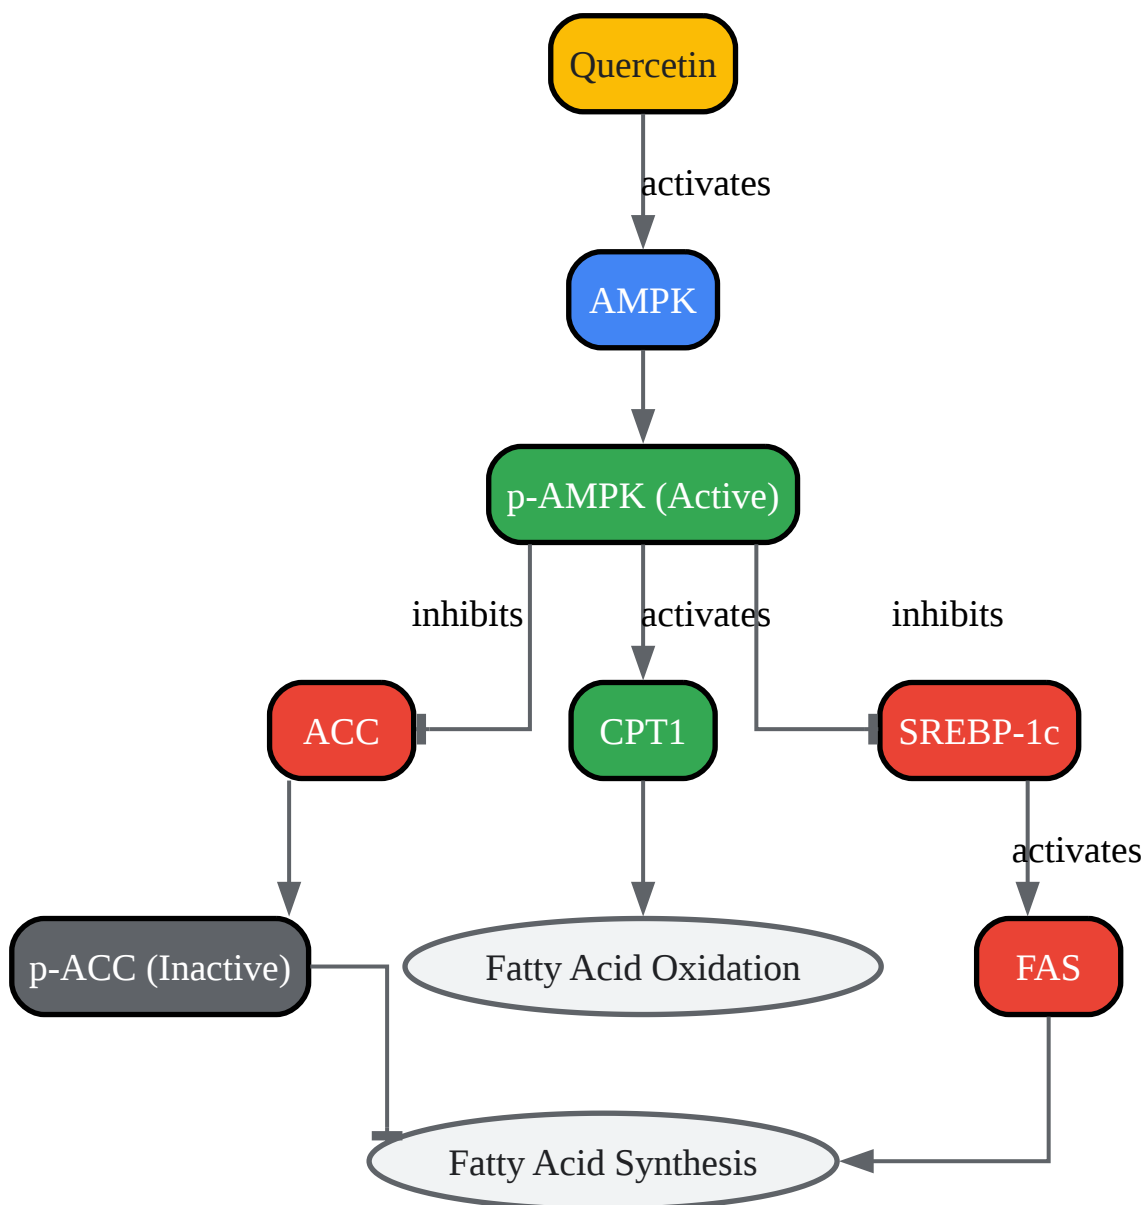 Quercetin
activates
AMPK
p-AMPK (Active)
inhibits
activates
inhibits
ACC
CPT1
SREBP-1c
activates
p-ACC (Inactive)
Fatty Acid Oxidation
FAS
Fatty Acid Synthesis